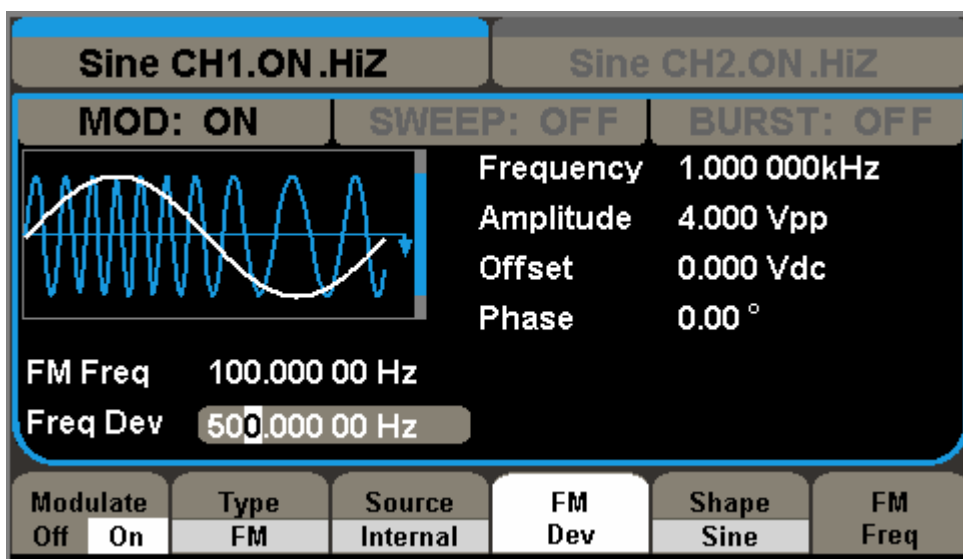 Sine CH1.ON.HiZ Sine CH2.ON.HiZ
MOD: ON SWEEP: OFF BURST: OFF
Frequency 1.000 000kHz
Amplitude 4.000 Vpp
Offset 0.000 Vdc
Phase 0.00 °
FM Freq 100.000 00 Hz
Freq Dev 500.000 00 Hz
Modulate Type Source FM Shape FM
Off On FM Internal Dev Sine Freq